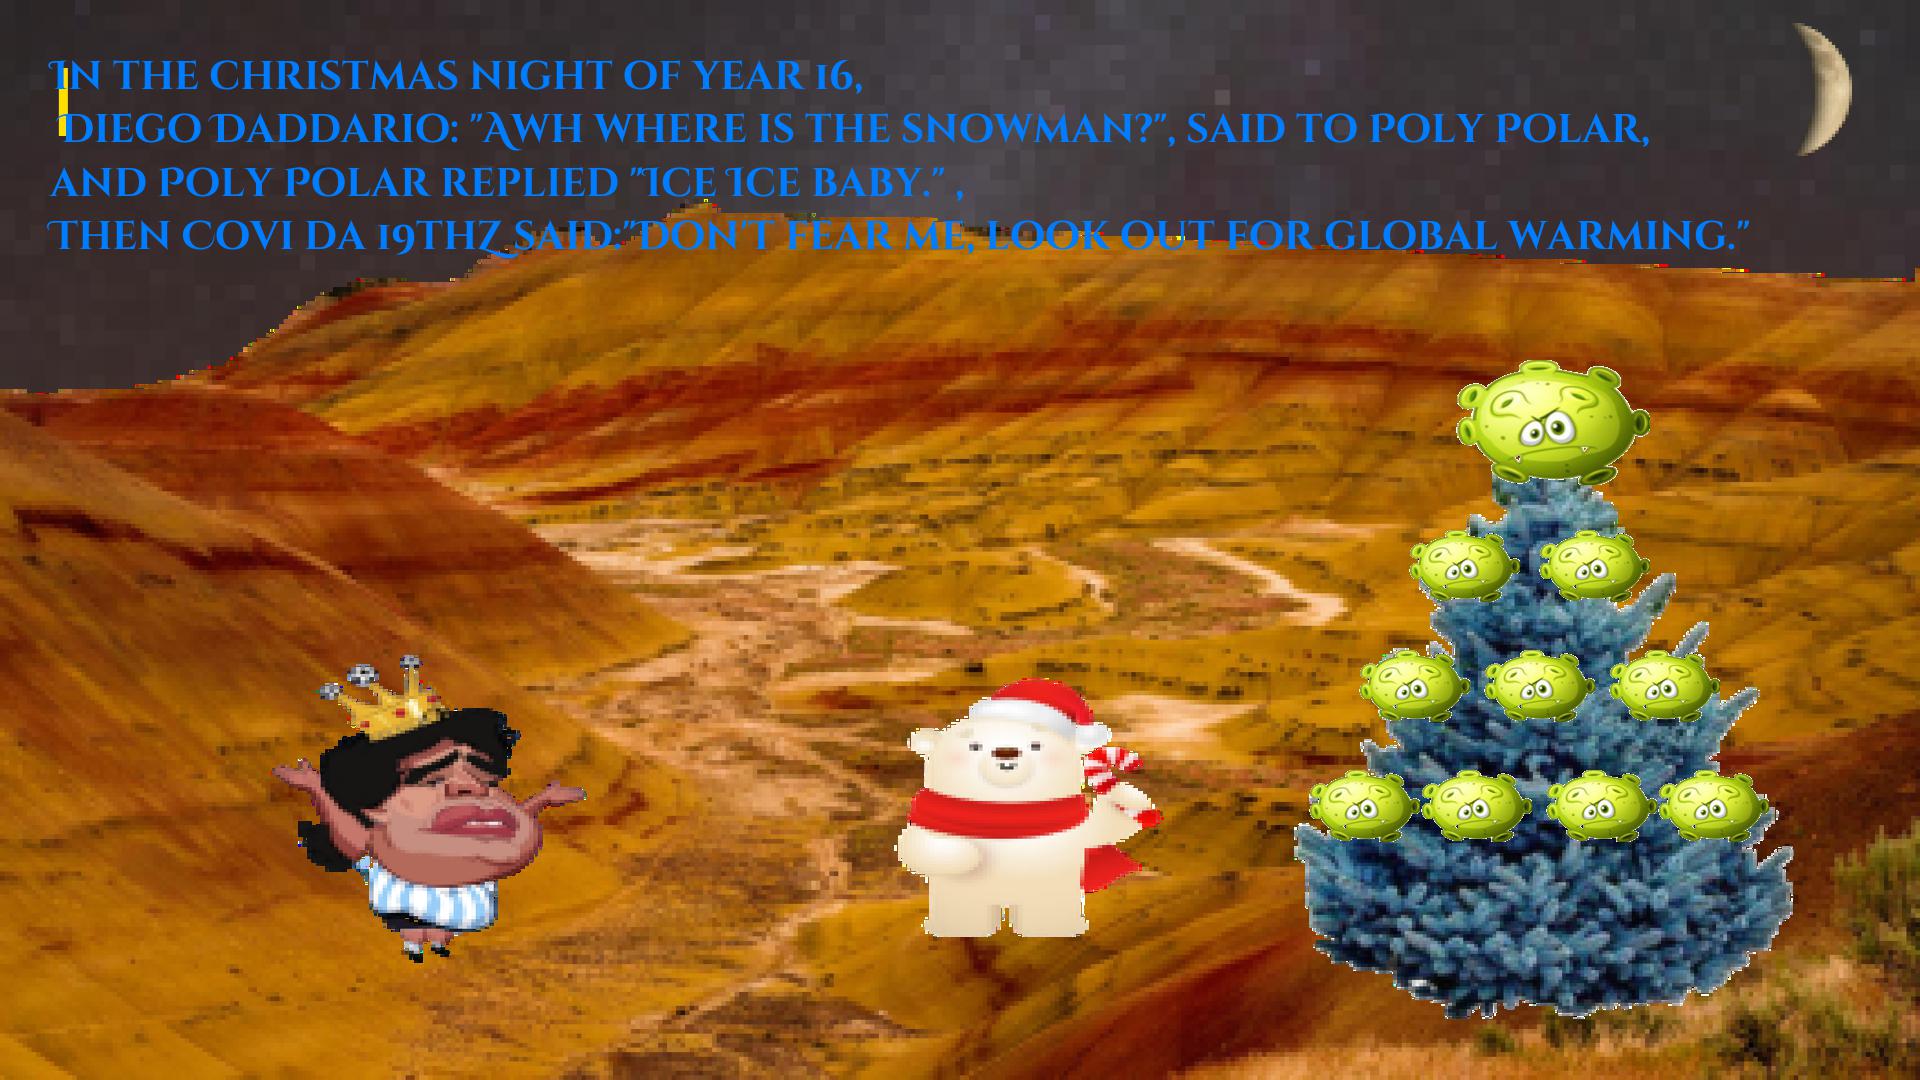 In the Christmas night of year 16,
Diego Daddario: "Awh where is the snowman?", said to Poly Polar,
and Poly Polar replied "Ice Ice baby." ,
Then Covi da 19thz said:"Don't fear me, look out for global warming."